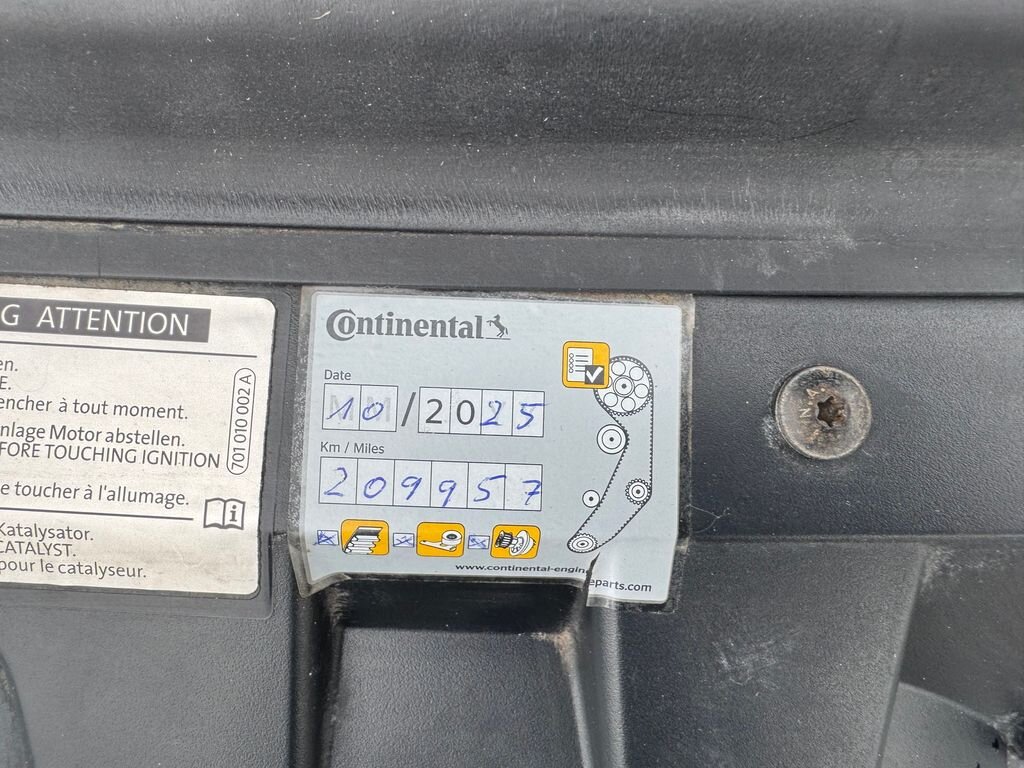 G ATTENTION
en.
E.
encher à tout moment.
nlage Motor abstellen.
FORE TOUCHING IGNITION
e toucher à l'allumage.
Katalysator.
CATALYST.
pour le catalyseur.
701 010 002 A
Continental
Date
10/2025
Km / Miles
209957
www.continental-engin
eparts.com